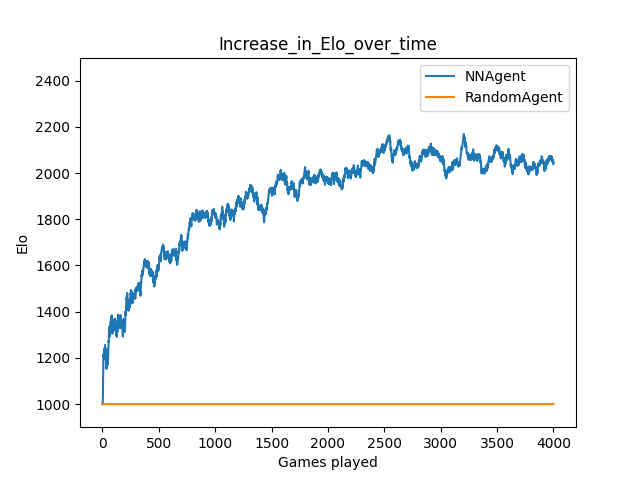 Increase_in_Elo_over_time
NNAgent
RandomAgent
2400
2200
2000
1800
1600
1400
1200
1000
Elo
0 500 1000 1500 2000 2500 3000 3500 4000
Games played